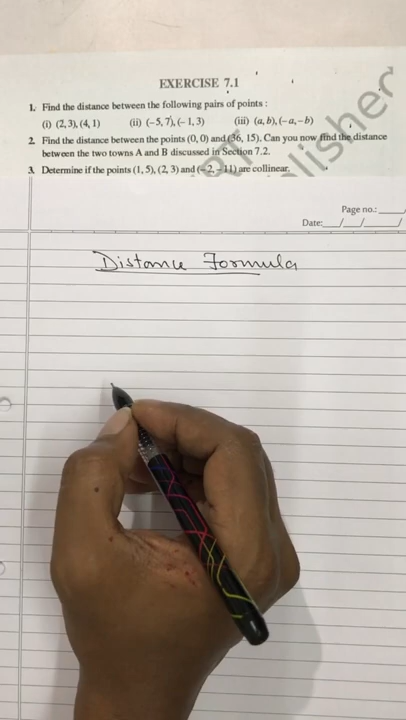 EXERCISE 7.1
1. Find the distance between the following pairs of points :
(i) (2, 3), (4, 1) (ii) (– 5, 7), (– 1, 3) (iii) (a, b), (– a, – b)
2. Find the distance between the points (0, 0) and (36, 15). Can you now find the distance
between the two towns A and B discussed in Section 7.2.
3. Determine if the points (1, 5), (2, 3) and (– 2, – 11) are collinear.
Page no.:
Date: / /
Distance Formula